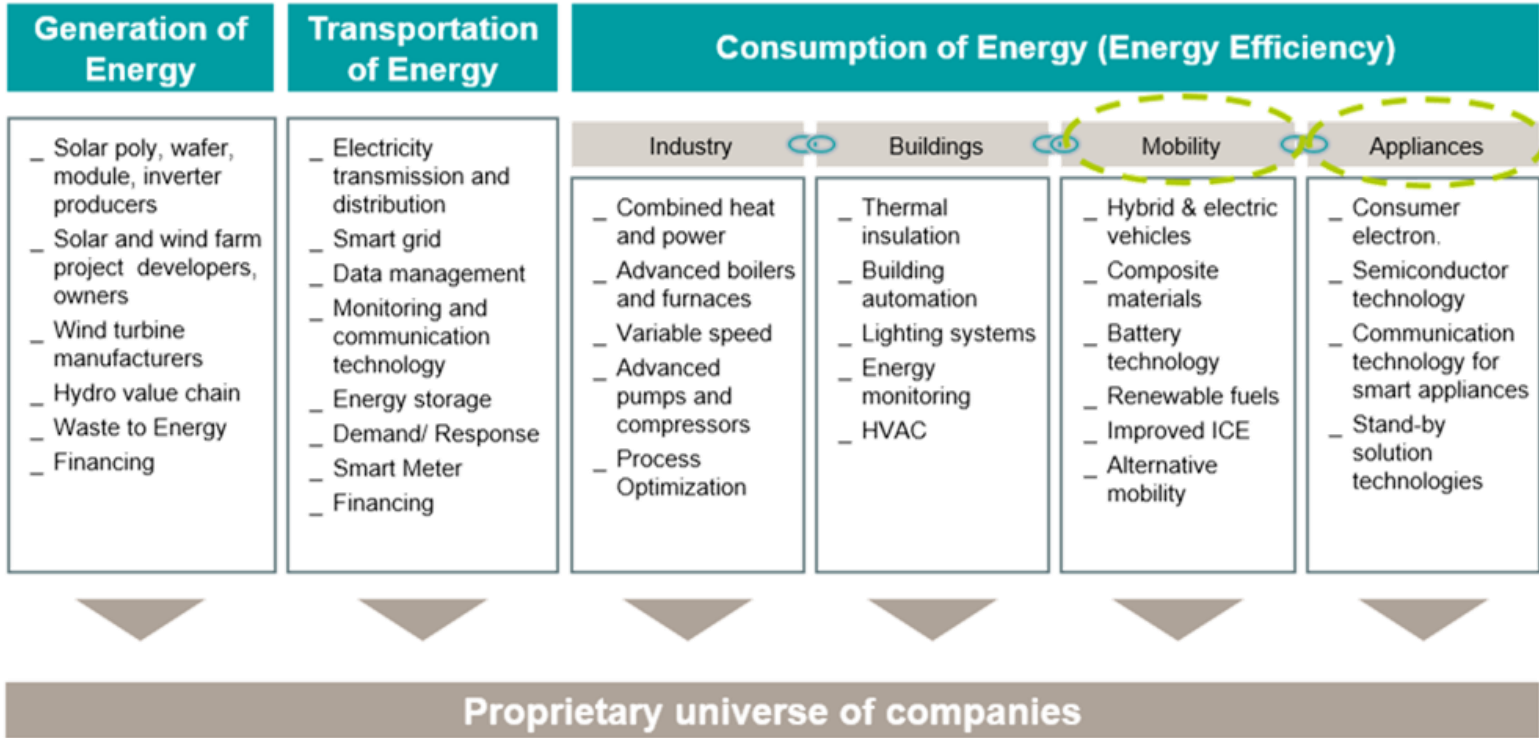 Generation of
Energy
Transportation
of Energy
Consumption of Energy (Energy Efficiency)
_ Solar poly, wafer,
module, inverter
producers
_ Solar and wind farm
project developers,
owners
_ Wind turbine
manufacturers
_ Hydro value chain
_ Waste to Energy
_ Financing
_ Electricity
transmission and
distribution
_ Smart grid
_ Data management
_ Monitoring and
communication
technology
_ Energy storage
_ Demand/ Response
_ Smart Meter
_ Financing
Industry
_ Combined heat
and power
_ Advanced boilers
and furnaces
_ Variable speed
_ Advanced
pumps and
compressors
_ Process
Optimization
Buildings
_ Thermal
insulation
_ Building
automation
_ Lighting systems
_ Energy
monitoring
_ HVAC
Mobility
_ Hybrid & electric
vehicles
_ Composite
materials
_ Battery
technology
_ Renewable fuels
_ Improved ICE
_ Alternative
mobility
Appliances
_ Consumer
electron.
_ Semiconductor
technology
_ Communication
technology for
smart appliances
_ Stand-by
solution
technologies
Proprietary universe of companies